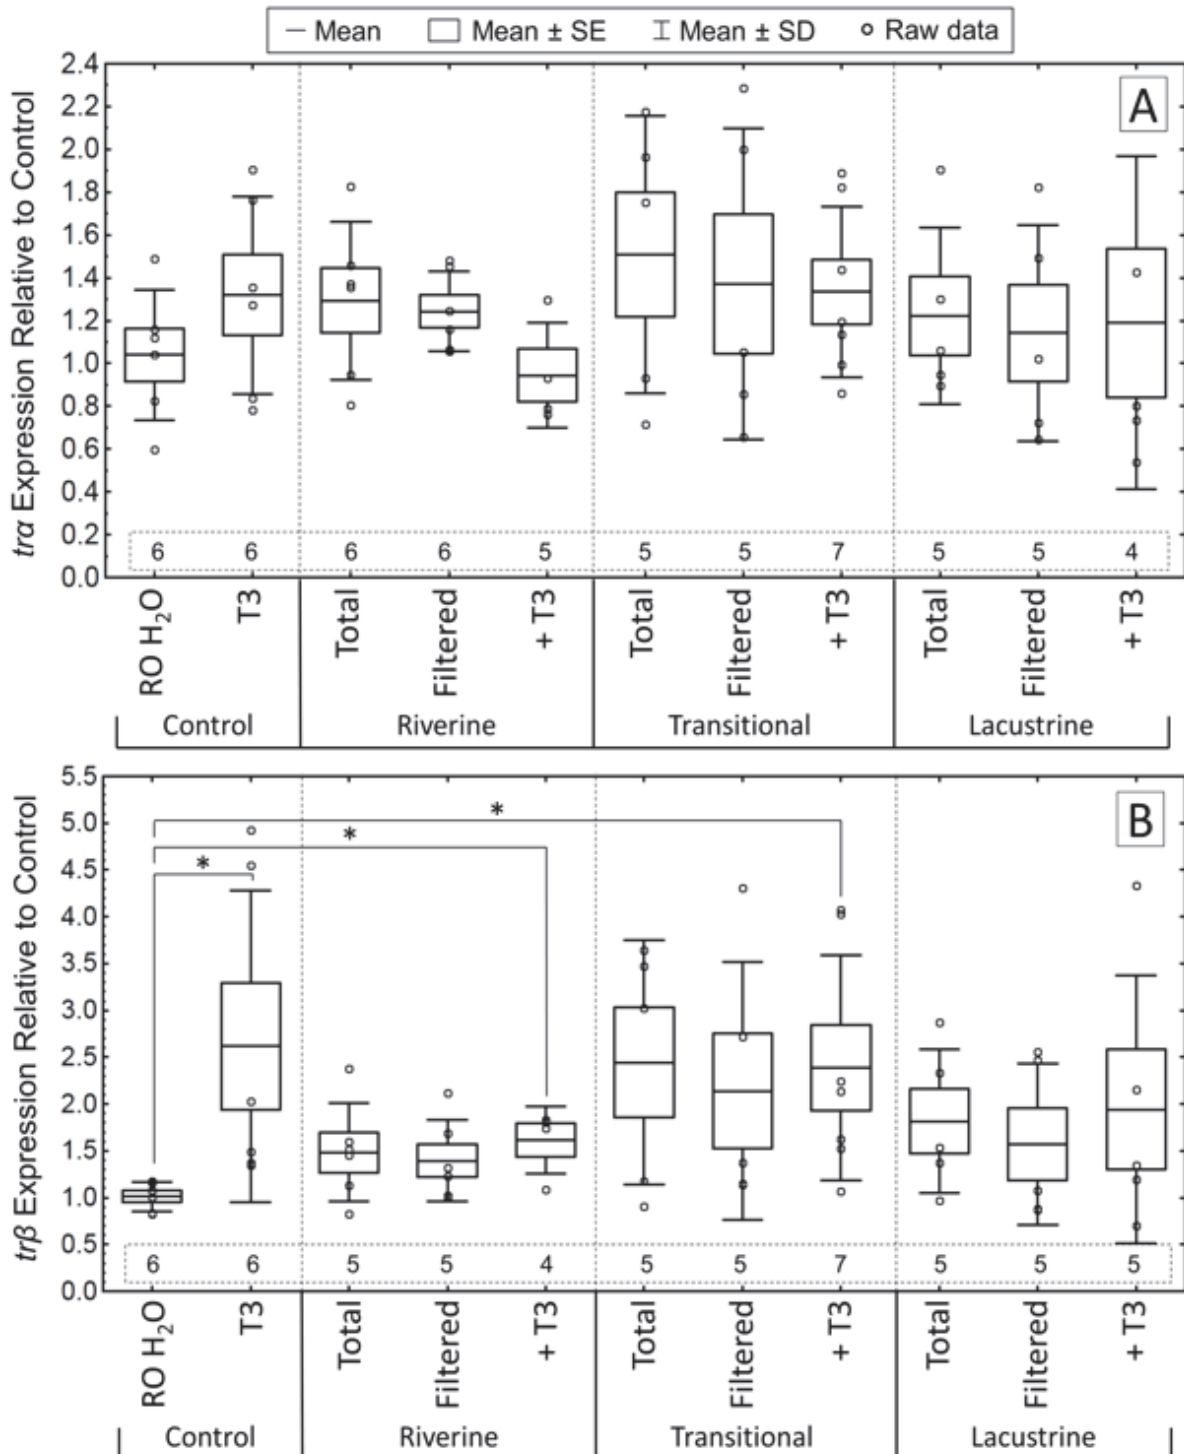 Mean Mean ± SE Mean ± SD Raw data
A
trα Expression Relative to Control
2.4
2.2
2.0
1.8
1.6
1.4
1.2
1.0
0.8
0.6
0.4
0.2
0.0
6 6 6 6 5 5 5 7 5 5 4
RO H₂O T3 Total Filtered + T3 Total Filtered + T3 Total Filtered + T3
Control Riverine Transitional Lacustrine
B
trβ Expression Relative to Control
5.5
5.0
4.5
4.0
3.5
3.0
2.5
2.0
1.5
1.0
0.5
0.0
* * *
6 6 5 5 4 5 5 7 5 5 5
RO H₂O T3 Total Filtered + T3 Total Filtered + T3 Total Filtered + T3
Control Riverine Transitional Lacustrine